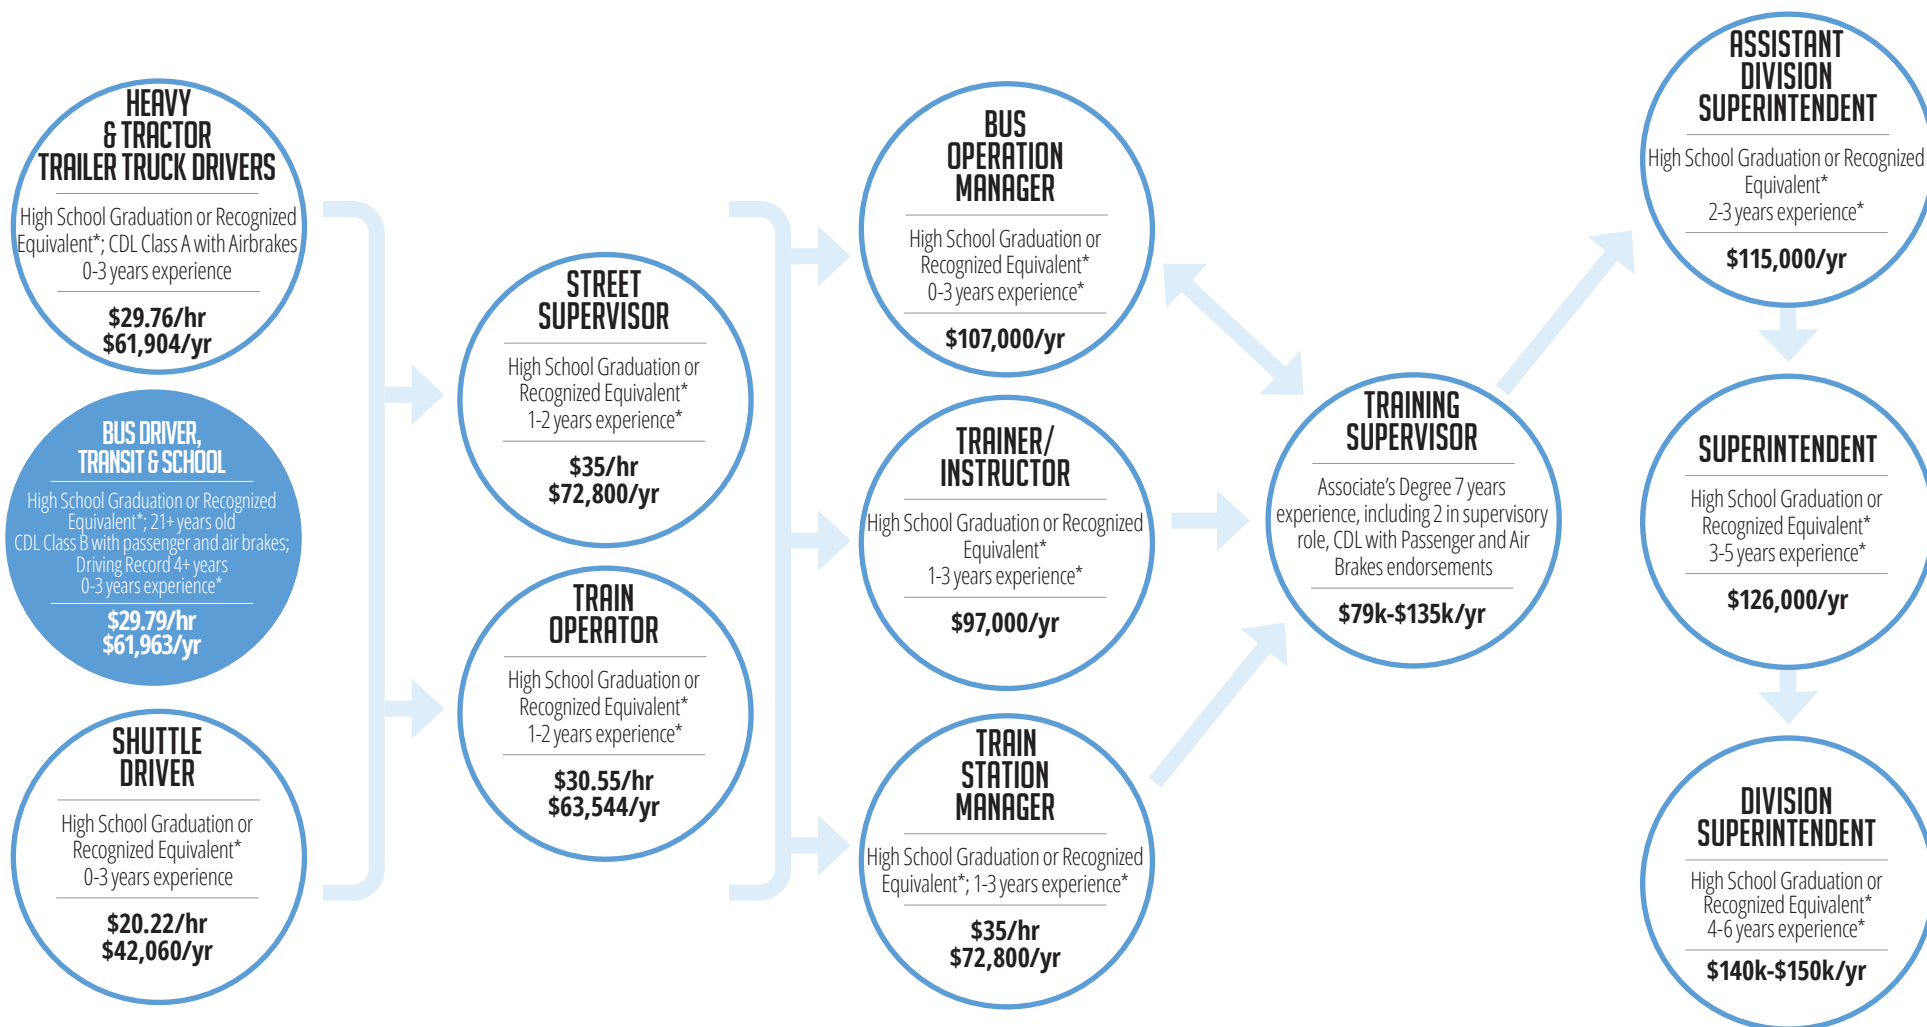 HEAVY
& TRACTOR
TRAILER TRUCK DRIVERS
High School Graduation or Recognized
Equivalent*; CDL Class A with Airbrakes
0-3 years experience
$29.76/hr
$61,904/yr
BUS DRIVER,
TRANSIT & SCHOOL
High School Graduation or Recognized
Equivalent*; 21+ years old
CDL Class B with passenger and air brakes;
Driving Record 4+ years
0-3 years experience*
$29.79/hr
$61,963/yr
SHUTTLE
DRIVER
High School Graduation or
Recognized Equivalent*
0-3 years experience
$20.22/hr
$42,060/yr
STREET
SUPERVISOR
High School Graduation or
Recognized Equivalent*
1-2 years experience*
$35/hr
$72,800/yr
TRAIN
OPERATOR
High School Graduation or
Recognized Equivalent*
1-2 years experience*
$30.55/hr
$63,544/yr
BUS
OPERATION
MANAGER
High School Graduation or
Recognized Equivalent*
0-3 years experience*
$107,000/yr
TRAINER/
INSTRUCTOR
High School Graduation or Recognized
Equivalent*
1-3 years experience*
$97,000/yr
TRAIN
STATION
MANAGER
High School Graduation or Recognized
Equivalent*; 1-3 years experience*
$35/hr
$72,800/yr
TRAINING
SUPERVISOR
Associate's Degree 7 years
experience, including 2 in supervisory
role, CDL with Passenger and Air
Brakes endorsements
$79k-$135k/yr
ASSISTANT
DIVISION
SUPERINTENDENT
High School Graduation or Recognized
Equivalent*
2-3 years experience*
$115,000/yr
SUPERINTENDENT
High School Graduation or
Recognized Equivalent*
3-5 years experience*
$126,000/yr
DIVISION
SUPERINTENDENT
High School Graduation or
Recognized Equivalent*
4-6 years experience*
$140k-$150k/yr